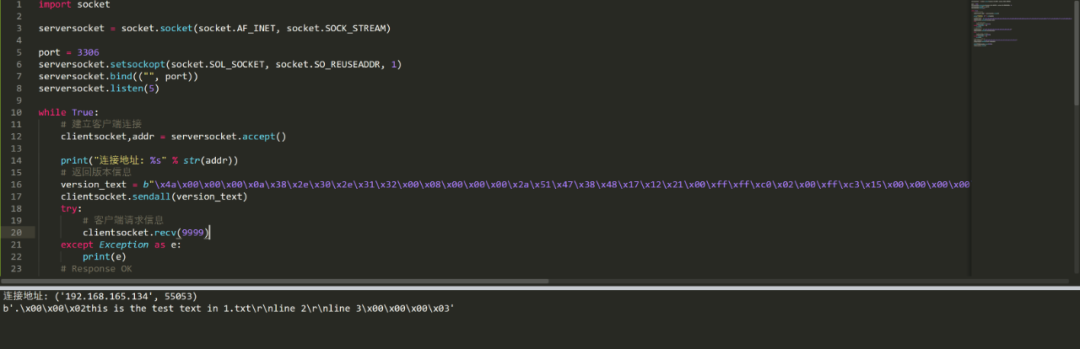 1 import socket
2
3 serversocket = socket.socket(socket.AF_INET, socket.SOCK_STREAM)
4
5 port = 3306
6 serversocket.setsockopt(socket.SOL_SOCKET, socket.SO_REUSEADDR, 1)
7 serversocket.bind(("", port))
8 serversocket.listen(5)
9
10 while True:
11 # 建立客户端连接
12 clientsocket,addr = serversocket.accept()
13
14 print("连接地址: %s" % str(addr))
15 # 返回版本信息
16 version_text = b"\x4a\x00\x00\x00\x0a\x38\x2e\x30\x2e\x31\x32\x00\x08\x00\x00\x00\x2a\x51\x47\x38\x48\x17\x12\x21\x00\xff\xff\xc0\x02\x00\xff\xc3\x15\x00\x00\x00\x00
17 clientsocket.sendall(version_text)
18 try:
19 # 客户端请求信息
20 clientsocket.recv(9999)
21 except Exception as e:
22 print(e)
23 # Response OK
连接地址: ('192.168.165.134', 55053)
b'.\x00\x00\x02this is the test text in 1.txt\r\nline 2\r\nline 3\x00\x00\x00\x03'